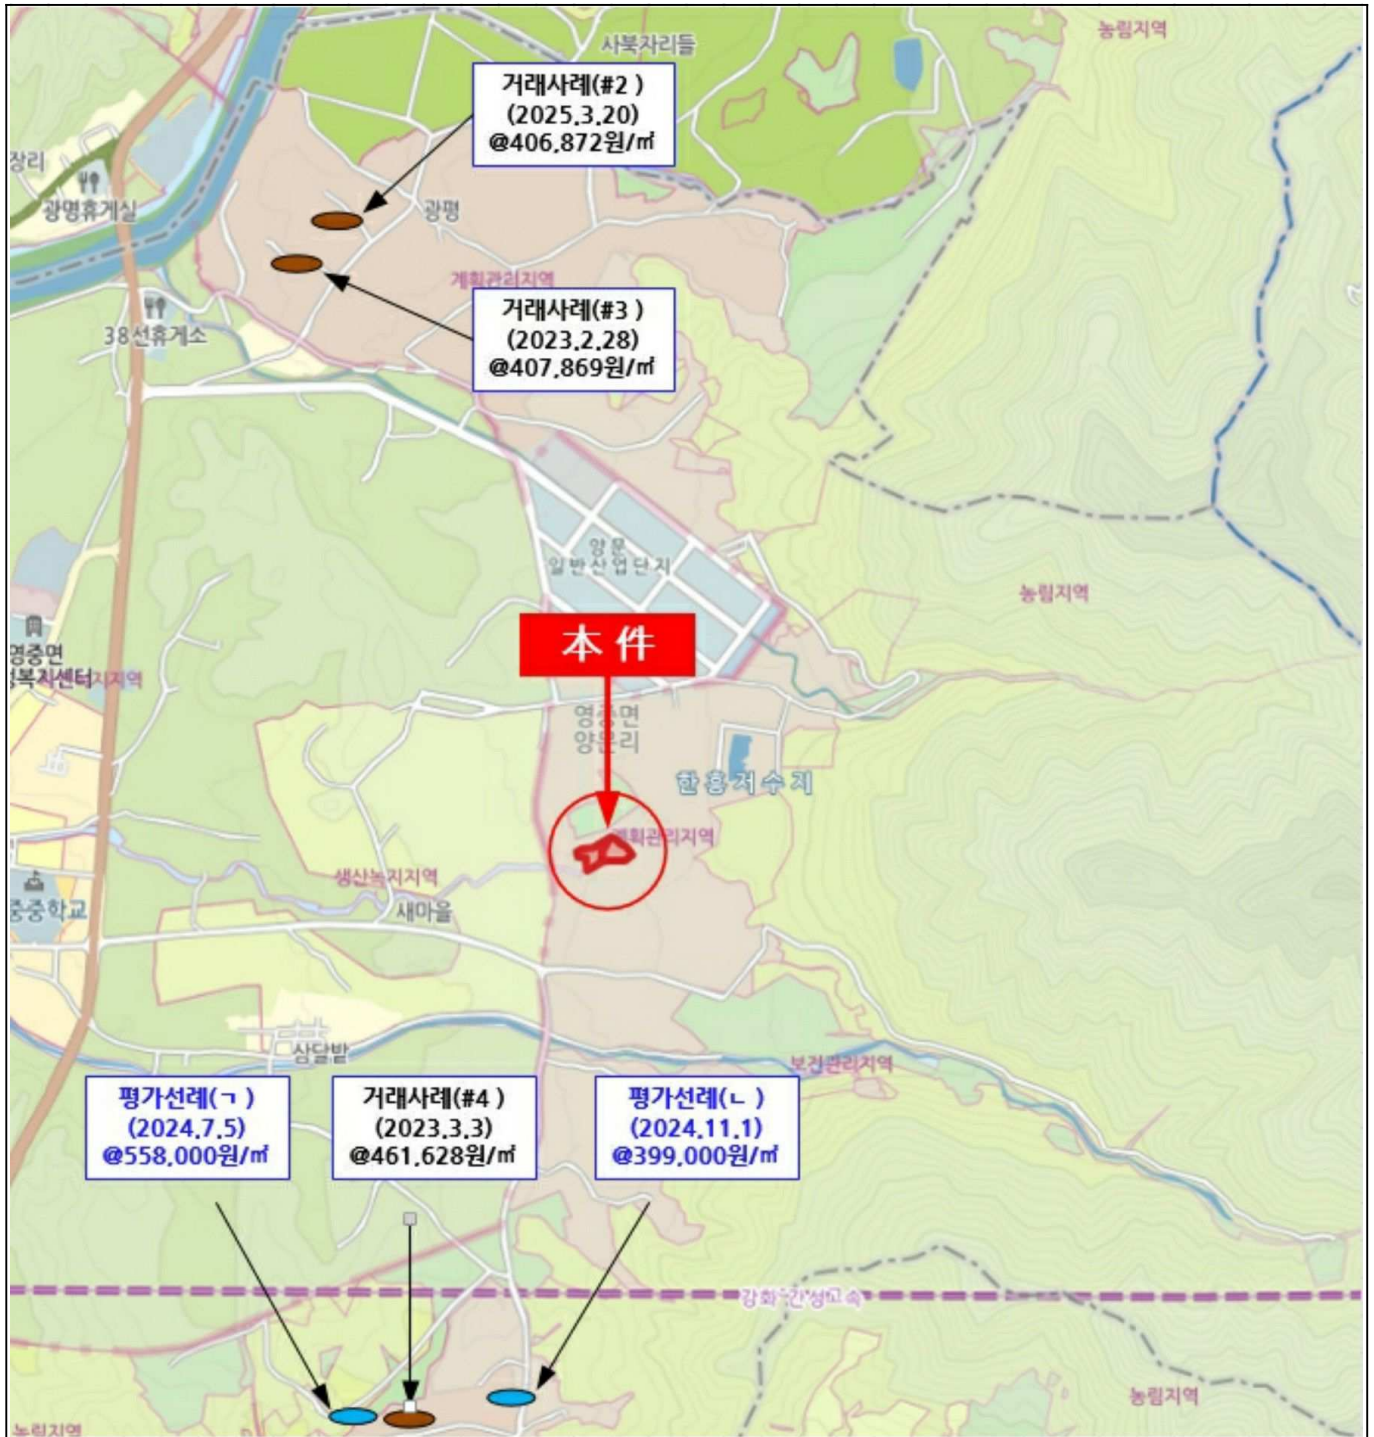 농림지역
사북자리들
거래사례(#2 )
(2025.3.20)
@406,872원/㎡
장리
광명휴게실
광평
계획관리지역
거래사례(#3 )
(2023.2.28)
@407,869원/㎡
38선휴게소
양문
일반산업단지
농림지역
本 件
영중면
지지역
영중면
양문리
한흥저수지
계획관리지역
생산녹지지역
새마을
중중학교
삼달밭
보전관리지역
평가선례(ㄱ )
(2024.7.5)
@558,000원/㎡
거래사례(#4 )
(2023.3.3)
@461,628원/㎡
평가선례(ㄴ )
(2024.11.1)
@399,000원/㎡
강화 간성고속
농림지역
농림지역